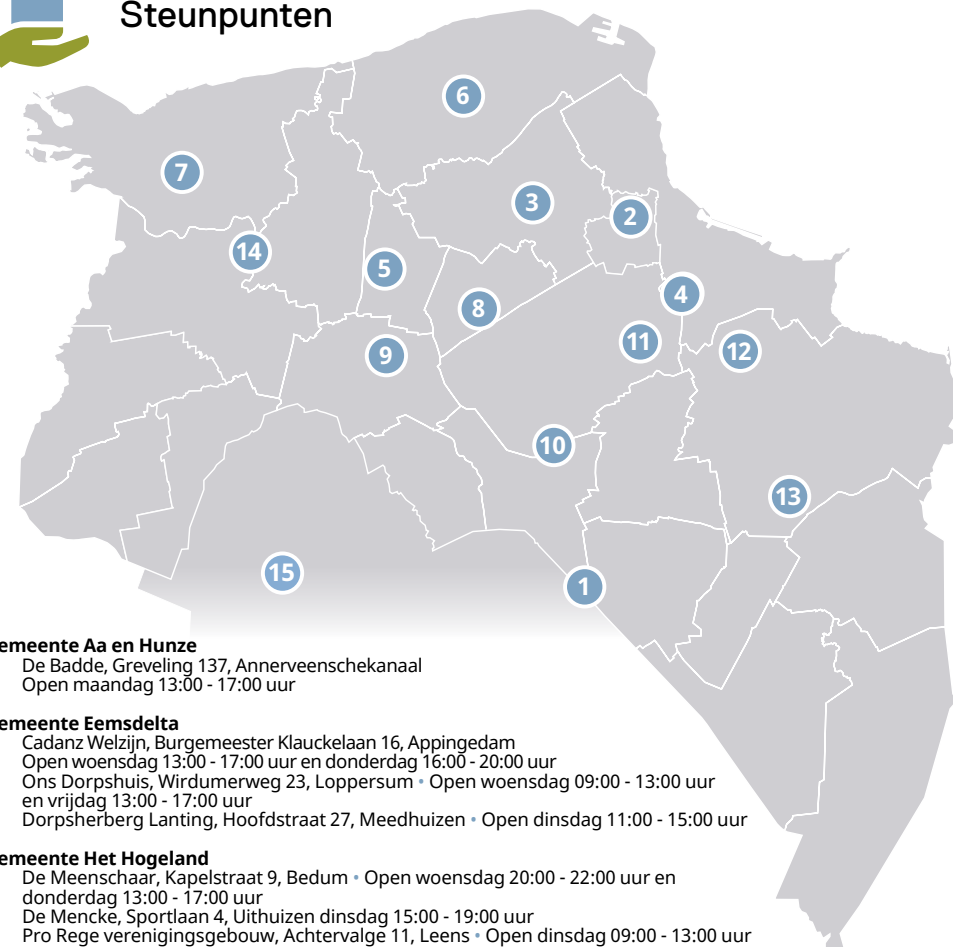 Steunpunten
6
7
3
2
14
5
4
8
11
12
9
10
13
15
1
emeente Aa en Hunze
De Badde, Greveling 137, Annerveenschekanaal
Open maandag 13:00 - 17:00 uur
emeente Eemsdelta
Cadanz Welzijn, Burgemeester Klauckelaan 16, Appingedam
Open woensdag 13:00 - 17:00 uur en donderdag 16:00 - 20:00 uur
Ons Dorpshuis, Wirdumerweg 23, Loppersum • Open woensdag 09:00 - 13:00 uur
en vrijdag 13:00 - 17:00 uur
Dorpsherberg Lanting, Hoofdstraat 27, Meedhuizen • Open dinsdag 11:00 - 15:00 uur
emeente Het Hogeland
De Meenschaar, Kapelstraat 9, Bedum • Open woensdag 20:00 - 22:00 uur en
donderdag 13:00 - 17:00 uur
De Mencke, Sportlaan 4, Uithuizen dinsdag 15:00 - 19:00 uur
Pro Rege verenigingsgebouw, Achtervalge 11, Leens • Open dinsdag 09:00 - 13:00 uur